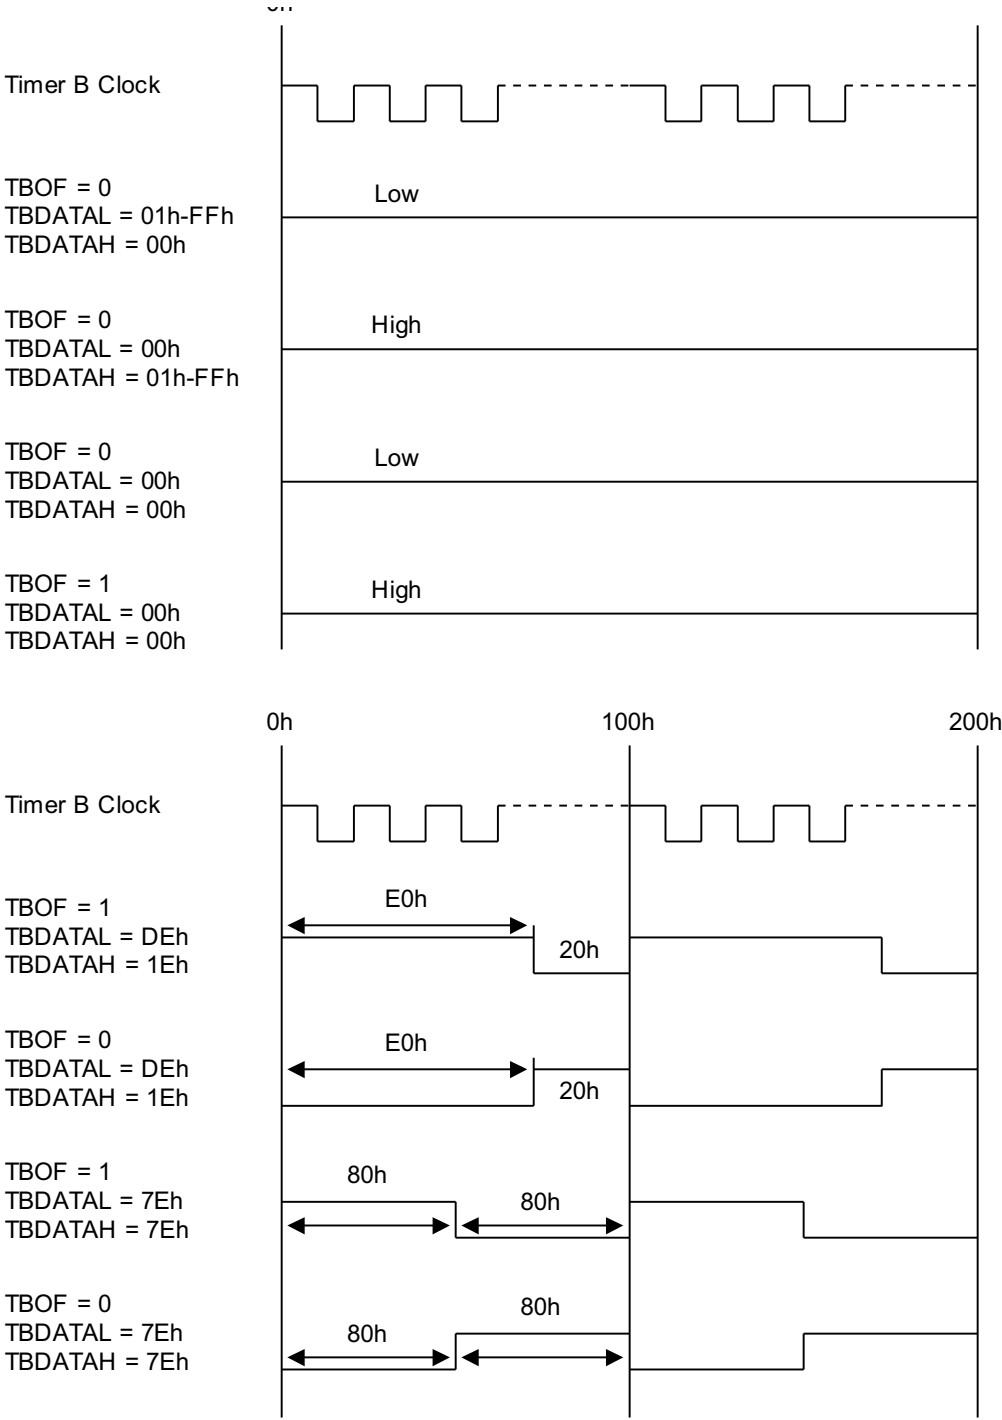 0h
Timer B Clock
TBOF = 0
TBDATAL = 01h-FFh
TBDATAH = 00h
Low
TBOF = 0
TBDATAL = 00h
TBDATAH = 01h-FFh
High
TBOF = 0
TBDATAL = 00h
TBDATAH = 00h
Low
TBOF = 1
TBDATAL = 00h
TBDATAH = 00h
High
0h 100h 200h
Timer B Clock
TBOF = 1
TBDATAL = DEh
TBDATAH = 1Eh
E0h
20h
TBOF = 0
TBDATAL = DEh
TBDATAH = 1Eh
E0h
20h
TBOF = 1
TBDATAL = 7Eh
TBDATAH = 7Eh
80h
80h
TBOF = 0
TBDATAL = 7Eh
TBDATAH = 7Eh
80h
80h